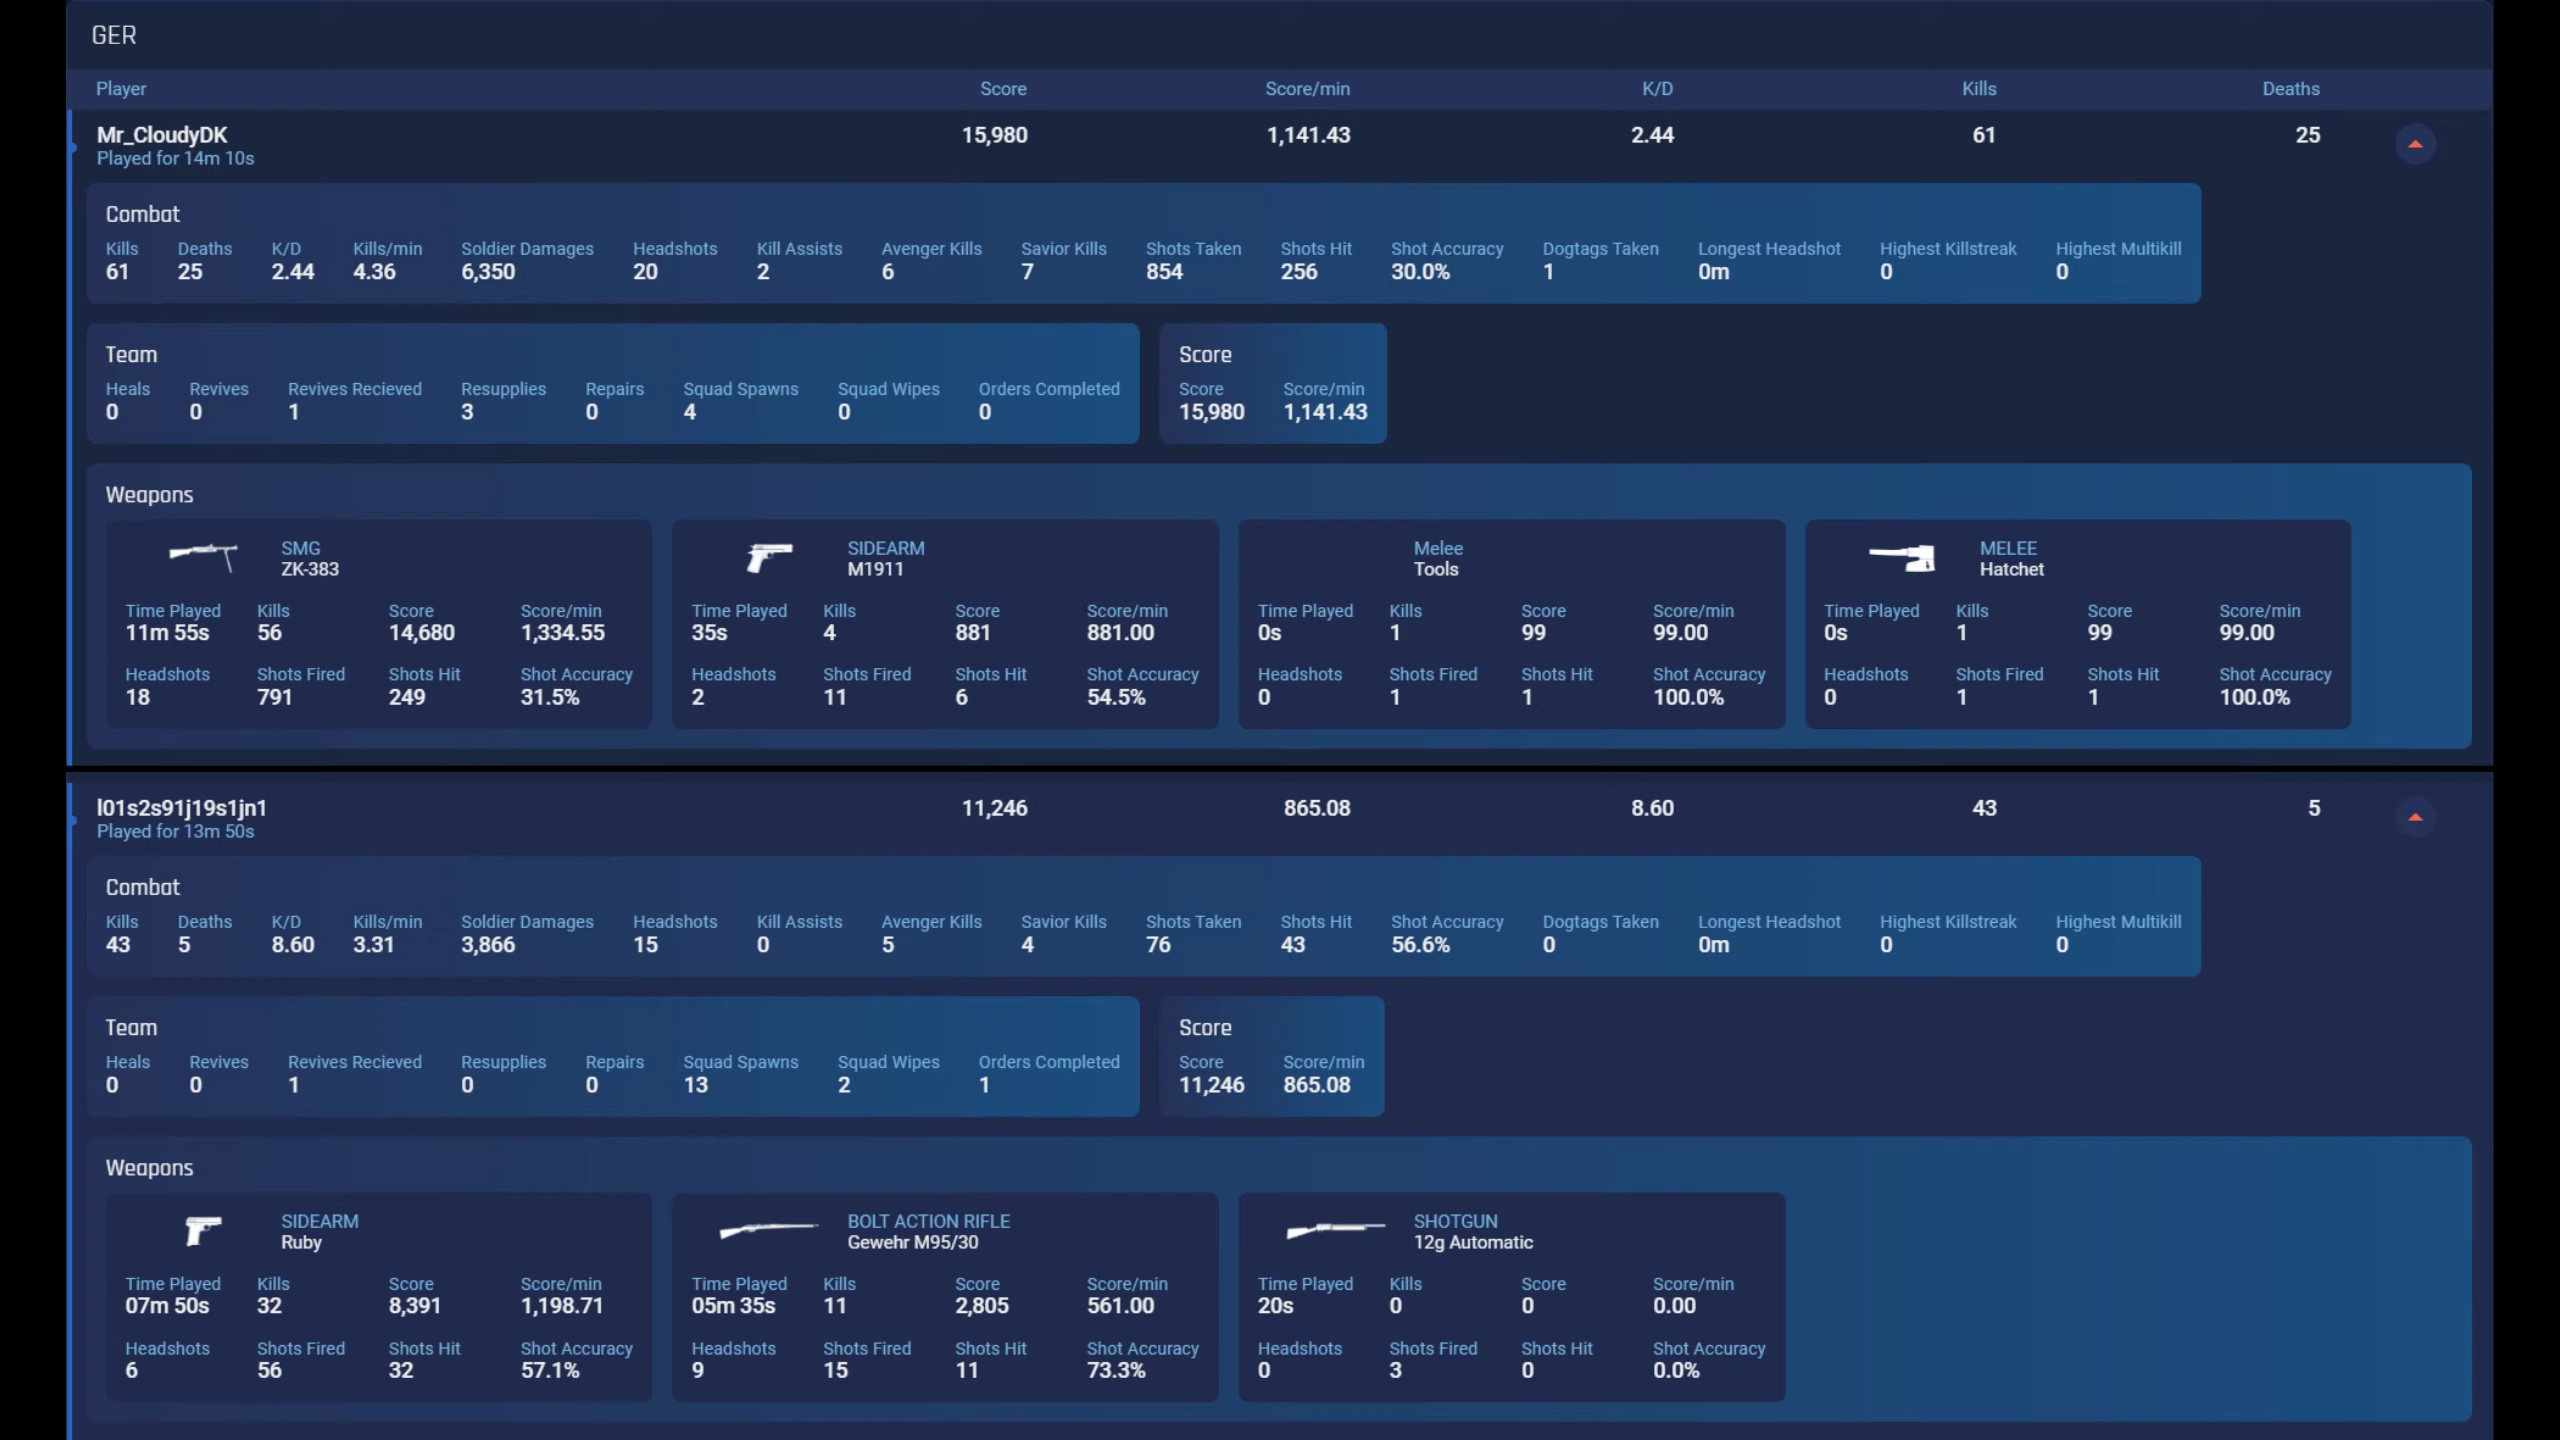 GER
Player Score Score/min K/D Kills Deaths
Mr_CloudyDK 15,980 1,141.43 2.44 61 25
Played for 14m 10s
Combat
Kills Deaths K/D Kills/min Soldier Damages Headshots Kill Assists Avenger Kills Savior Kills Shots Taken Shots Hit Shot Accuracy Dogtags Taken Longest Headshot Highest Killstreak Highest Multikill
61 25 2.44 4.36 6,350 20 2 6 7 854 256 30.0% 1 0m 0 0
Team Score
Heals Revives Revives Recieved Resupplies Repairs Squad Spawns Squad Wipes Orders Completed Score Score/min
0 0 1 3 0 4 0 0 15,980 1,141.43
Weapons
SMG SIDEARM Melee MELEE
ZK-383 M1911 Tools Hatchet
Time Played Kills Score Score/min Time Played Kills Score Score/min Time Played Kills Score Score/min Time Played Kills Score Score/min
11m 55s 56 14,680 1,334.55 35s 4 881 881.00 0s 1 99 99.00 0s 1 99 99.00
Headshots Shots Fired Shots Hit Shot Accuracy Headshots Shots Fired Shots Hit Shot Accuracy Headshots Shots Fired Shots Hit Shot Accuracy Headshots Shots Fired Shots Hit Shot Accuracy
18 791 249 31.5% 2 11 6 54.5% 0 1 1 100.0% 0 1 1 100.0%
l01s2s91j19s1jn1 11,246 865.08 8.60 43 5
Played for 13m 50s
Combat
Kills Deaths K/D Kills/min Soldier Damages Headshots Kill Assists Avenger Kills Savior Kills Shots Taken Shots Hit Shot Accuracy Dogtags Taken Longest Headshot Highest Killstreak Highest Multikill
43 5 8.60 3.31 3,866 15 0 5 4 76 43 56.6% 0 0m 0 0
Team Score
Heals Revives Revives Recieved Resupplies Repairs Squad Spawns Squad Wipes Orders Completed Score Score/min
0 0 1 0 0 13 2 1 11,246 865.08
Weapons
SIDEARM BOLT ACTION RIFLE SHOTGUN
Ruby Gewehr M95/30 12g Automatic
Time Played Kills Score Score/min Time Played Kills Score Score/min Time Played Kills Score Score/min
07m 50s 32 8,391 1,198.71 05m 35s 11 2,805 561.00 20s 0 0 0.00
Headshots Shots Fired Shots Hit Shot Accuracy Headshots Shots Fired Shots Hit Shot Accuracy Headshots Shots Fired Shots Hit Shot Accuracy
6 56 32 57.1% 9 15 11 73.3% 0 3 0 0.0%